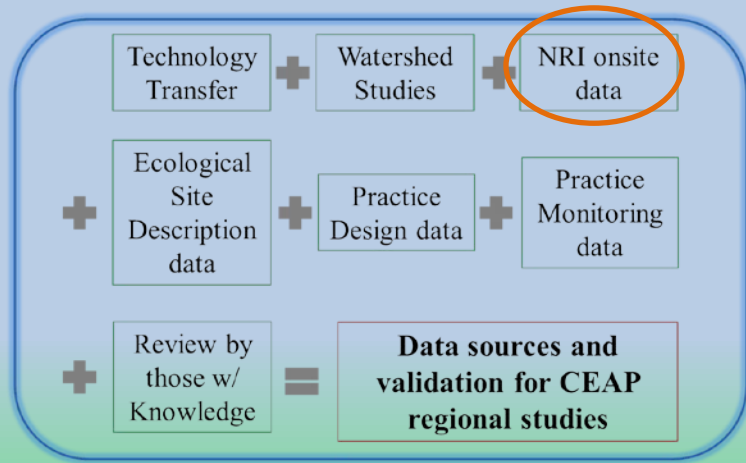 Technology
Transfer
Watershed
Studies
NRI onsite
data
Ecological
Site
Description
data
Practice
Design data
Practice
Monitoring
data
Review by
those w/
Knowledge
Data sources and
validation for CEAP
regional studies